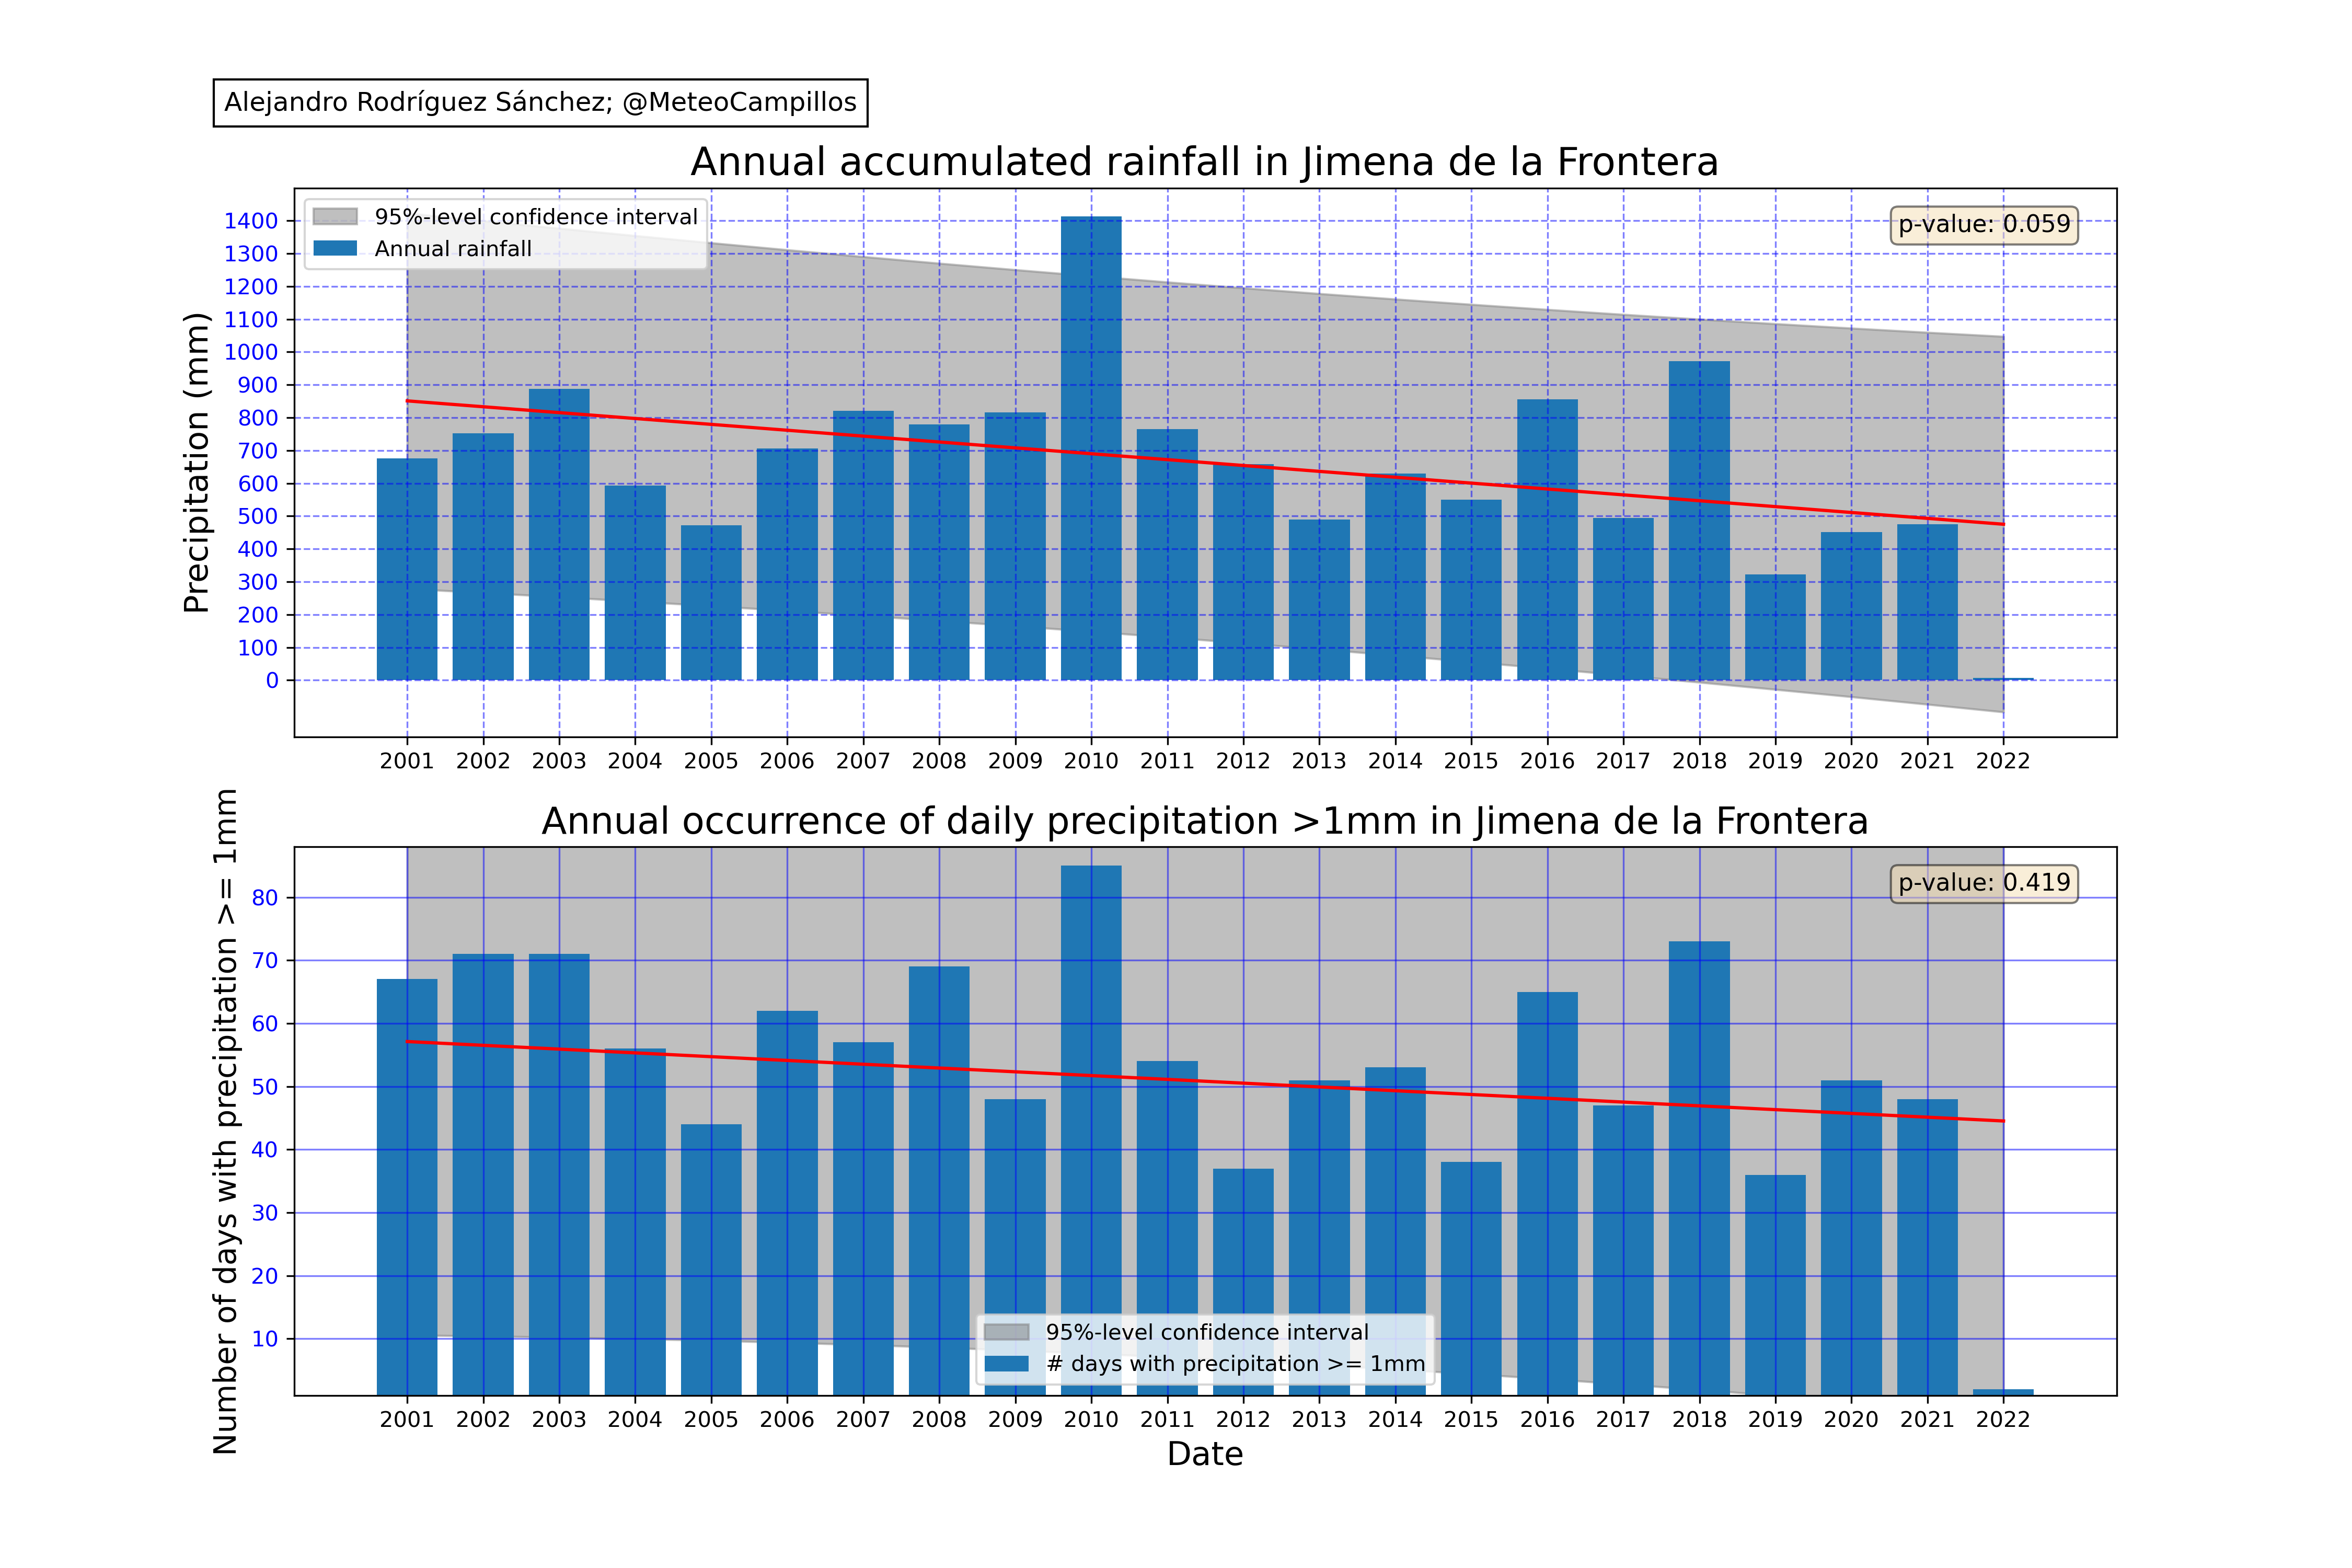 Alejandro Rodríguez Sánchez; @MeteoCampillos
Annual accumulated rainfall in Jimena de la Frontera
95%-level confidence interval
Annual rainfall
p-value: 0.059
Precipitation (mm)
1400
1300
1200
1100
1000
900
800
700
600
500
400
300
200
100
0
2001 2002 2003 2004 2005 2006 2007 2008 2009 2010 2011 2012 2013 2014 2015 2016 2017 2018 2019 2020 2021 2022
Annual occurrence of daily precipitation >1mm in Jimena de la Frontera
p-value: 0.419
Number of days with precipitation >= 1mm
80
70
60
50
40
30
20
10
95%-level confidence interval
# days with precipitation >= 1mm
2001 2002 2003 2004 2005 2006 2007 2008 2009 2010 2011 2012 2013 2014 2015 2016 2017 2018 2019 2020 2021 2022
Date